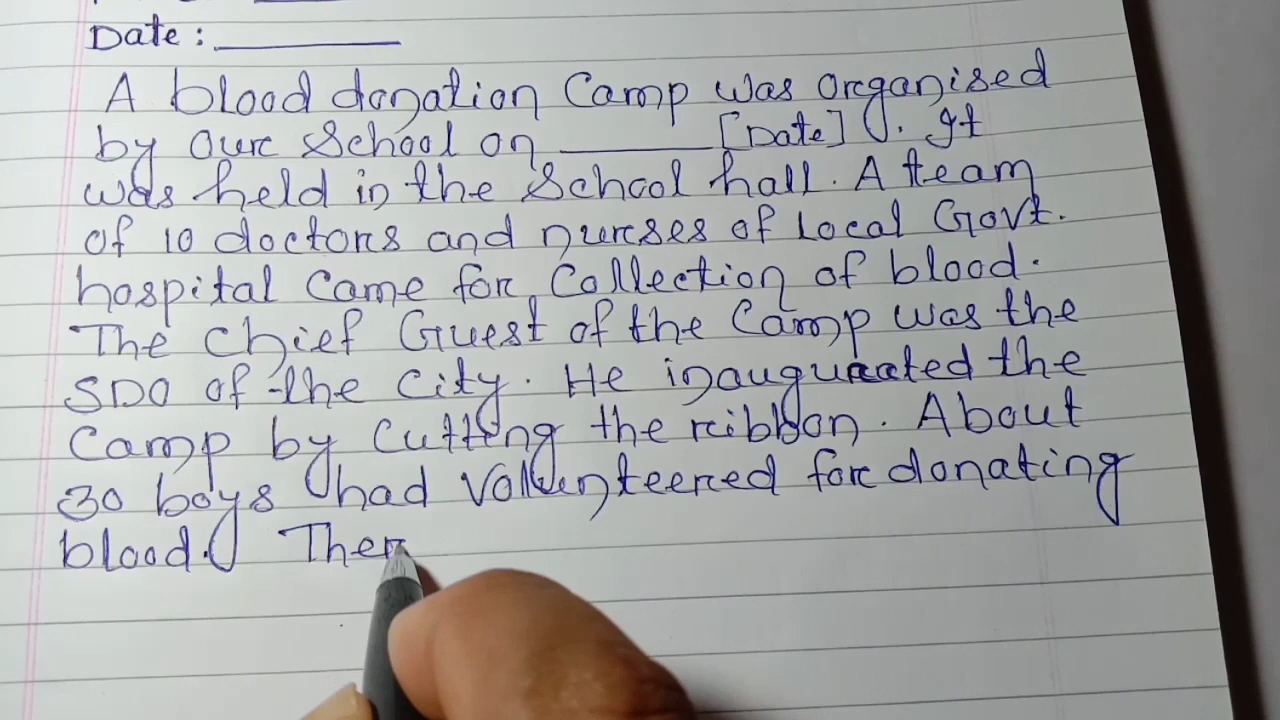 Date : ________
A blood donation Camp was organised
by our School on ________ [Date]. It
was held in the School hall. A team
of 10 doctors and nurses of Local Govt.
hospital Came for Collection of blood.
The Chief Guest of the Camp was the
SDO of the City. He inaugurated the
Camp by Cutting the ribbon. About
30 boys had Volunteered for donating
blood. Ther